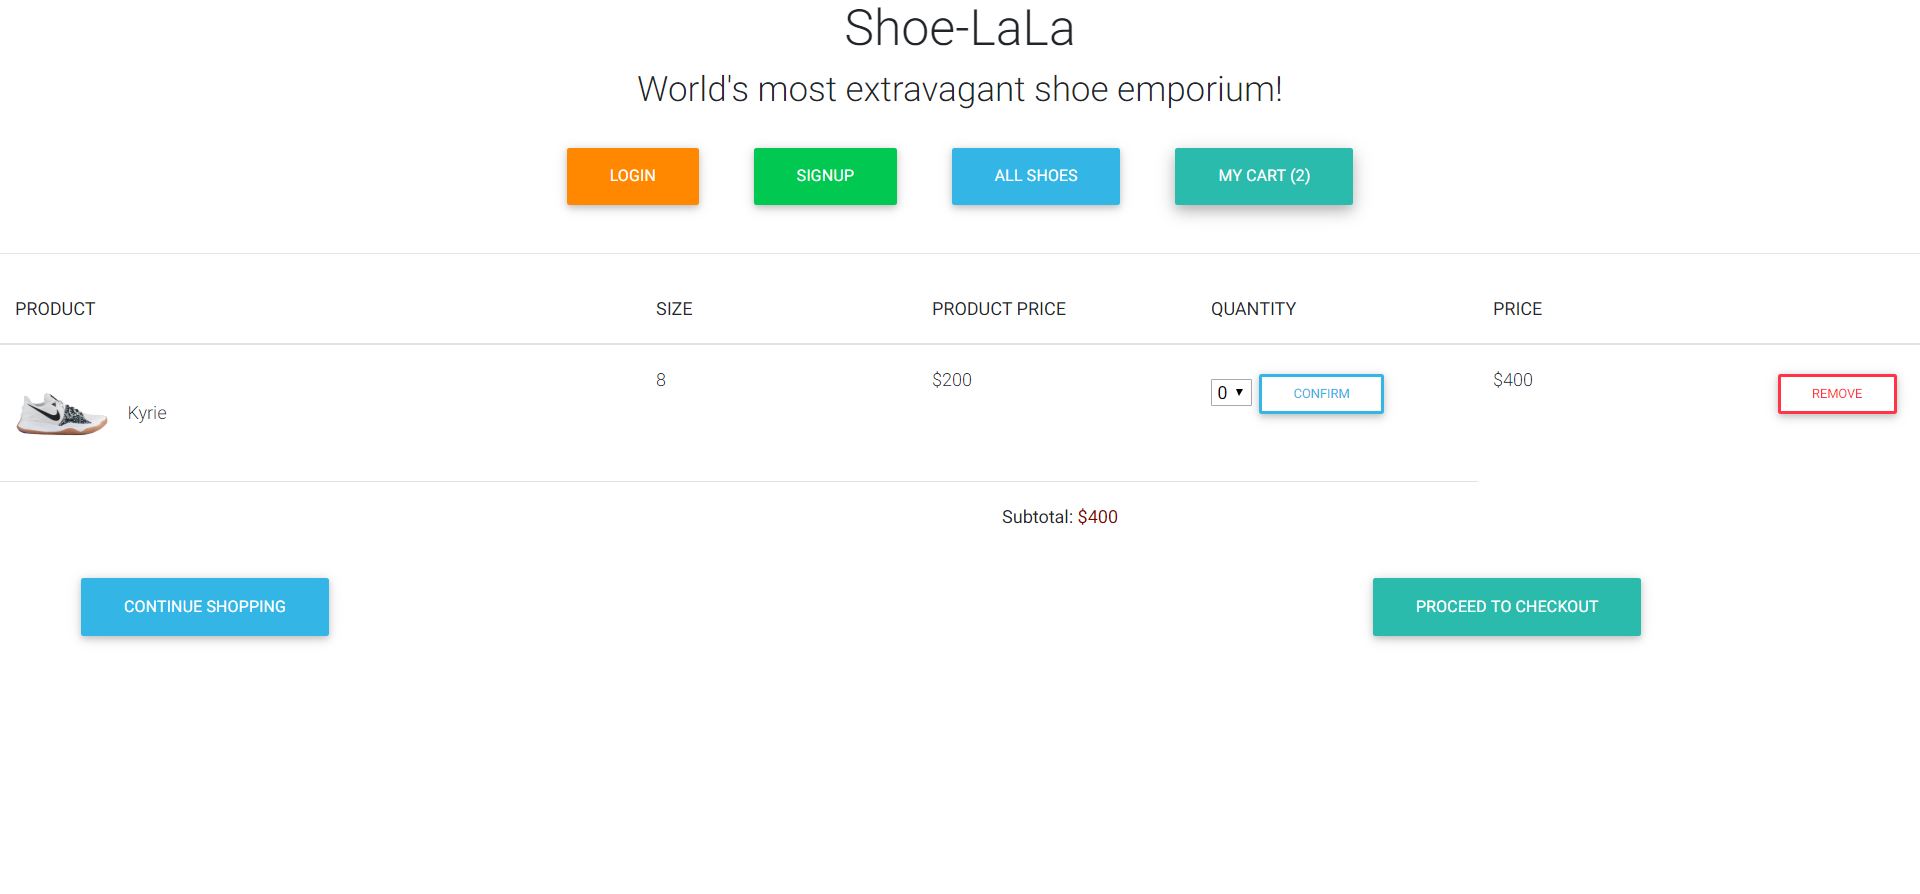 Shoe-LaLa
World's most extravagant shoe emporium!
LOGIN SIGNUP ALL SHOES MY CART (2)
PRODUCT SIZE PRODUCT PRICE QUANTITY PRICE
Kyrie 8 $200 0 CONFIRM $400 REMOVE
Subtotal: $400
CONTINUE SHOPPING PROCEED TO CHECKOUT